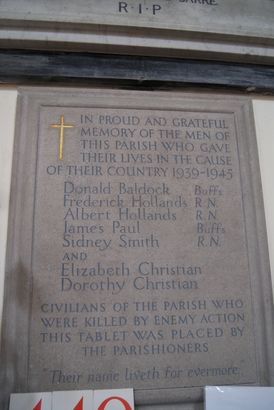 BARRE
R·I·P
IN PROUD AND GRATEFUL
MEMORY OF THE MEN OF
THIS PARISH WHO GAVE
THEIR LIVES IN THE CAUSE
OF THEIR COUNTRY 1939-1945
Donald Baldock Buffs
Frederick Hollands R.N.
Albert Hollands R.N.
James Paul Buffs
Sidney Smith R.N.
AND
Elizabeth Christian
Dorothy Christian
CIVILIANS OF THE PARISH WHO
WERE KILLED BY ENEMY ACTION
THIS TABLET WAS PLACED BY
THE PARISHIONERS
"Their name liveth for evermore."